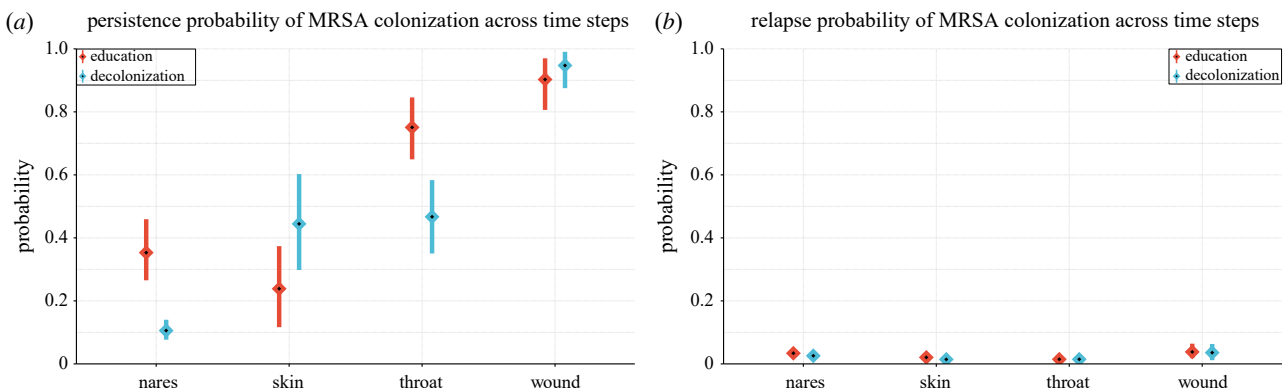 (a) persistence probability of MRSA colonization across time steps
education
decolonization
probability
1.0
0.8
0.6
0.4
0.2
0
nares skin throat wound
(b) relapse probability of MRSA colonization across time steps
education
decolonization
probability
1.0
0.8
0.6
0.4
0.2
0
nares skin throat wound